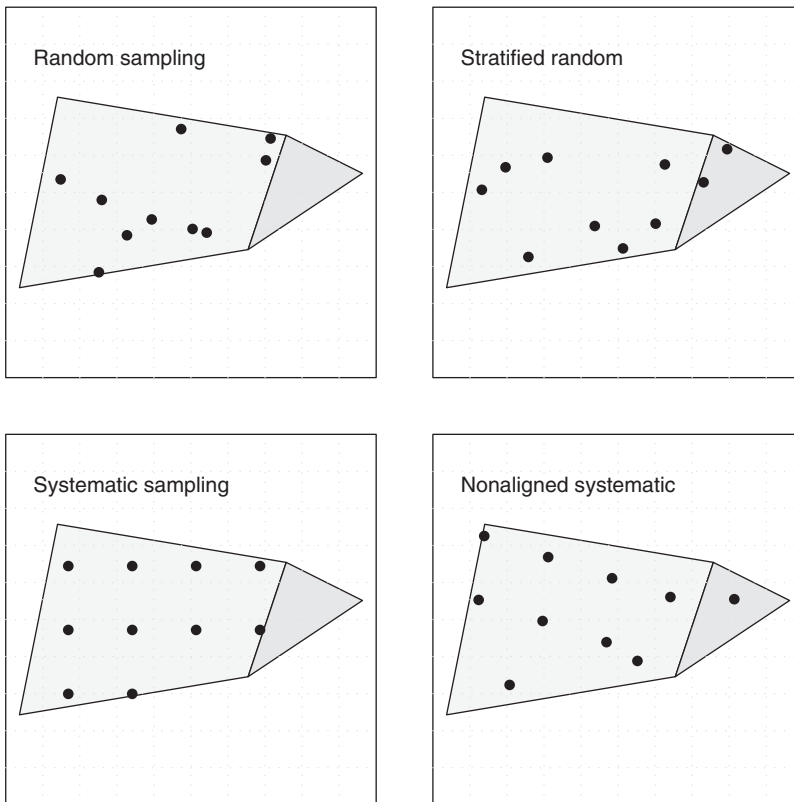 Random sampling
Stratified random
Systematic sampling
Nonaligned systematic